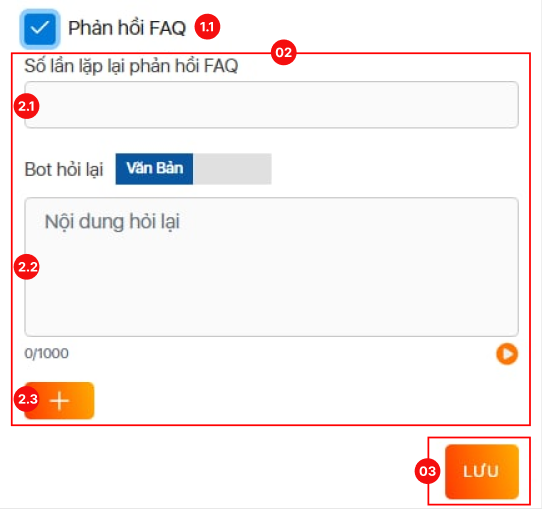 Phản hồi FAQ 1.1
02
Số lần lặp lại phản hồi FAQ
2.1
Bot hỏi lại Văn Bản
Nội dung hỏi lại
2.2
0/1000
2.3 +
03 LƯU